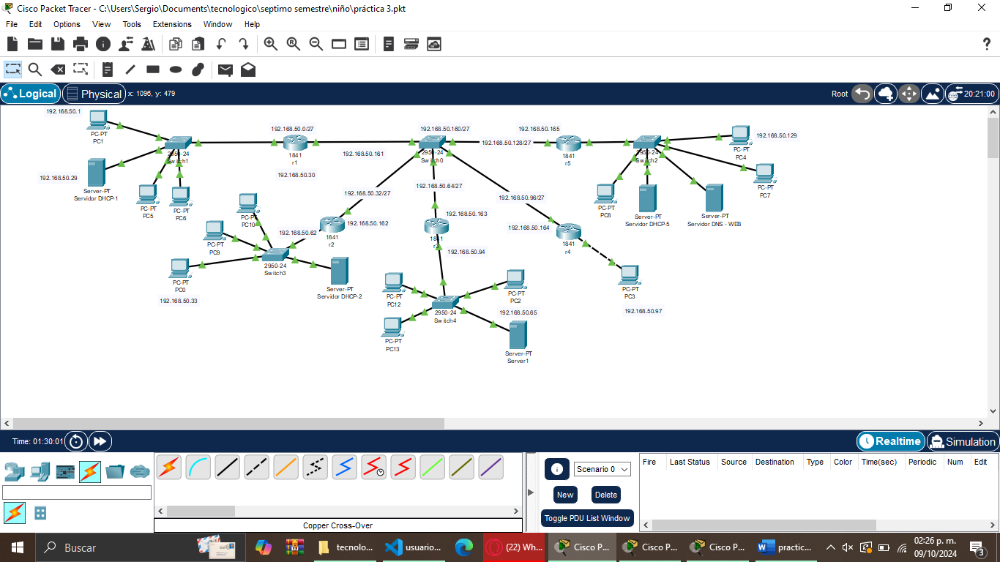 Cisco Packet Tracer - C:\Users\Sergio\Documents\tecnologico\septimo semestre\niño\práctica 3.pkt
File Edit Options View Tools Extensions Window Help
Logical Physical x: 1096, y: 479 Root 20:21:00
192.168.50.1
PC-PT
PC1
192.168.50.29
Server-PT
Servidor DHCP-1
2950-24
Switch1
PC-PT
PC5
PC-PT
PC6
192.168.50.0/27
1841
r1
192.168.50.30
192.168.50.161
192.168.50.160/27
2950-24
Switch0
192.168.50.165
192.168.50.128/27
1841
r5
2950-24
Switch2
PC-PT
PC4
192.168.50.129
PC-PT
PC7
PC-PT
PC8
Server-PT
Servidor DHCP-5
Server-PT
Servidor DNS - WEB
192.168.50.32/27
192.168.50.162
1841
r2
192.168.50.62
PC-PT
PC10
PC-PT
PC9
PC-PT
PC0
192.168.50.33
2950-24
Switch3
Server-PT
Servidor DHCP-2
192.168.50.64/27
192.168.50.163
1841
192.168.50.94
PC-PT
PC12
PC-PT
PC13
2950-24
Switch4
PC-PT
PC2
192.168.50.65
Server-PT
Server1
192.168.50.96/27
192.168.50.164
1841
r4
PC-PT
PC3
192.168.50.97
Time: 01:30:01 Realtime Simulation
Copper Cross-Over
Scenario 0
New Delete
Toggle PDU List Window
Fire Last Status Source Destination Type Color Time(sec) Periodic Num Edit
Buscar tecnolo... usuario... (22) Wh... Cisco P... Cisco P... Cisco P... practic...
02:26 p. m.
09/10/2024
3